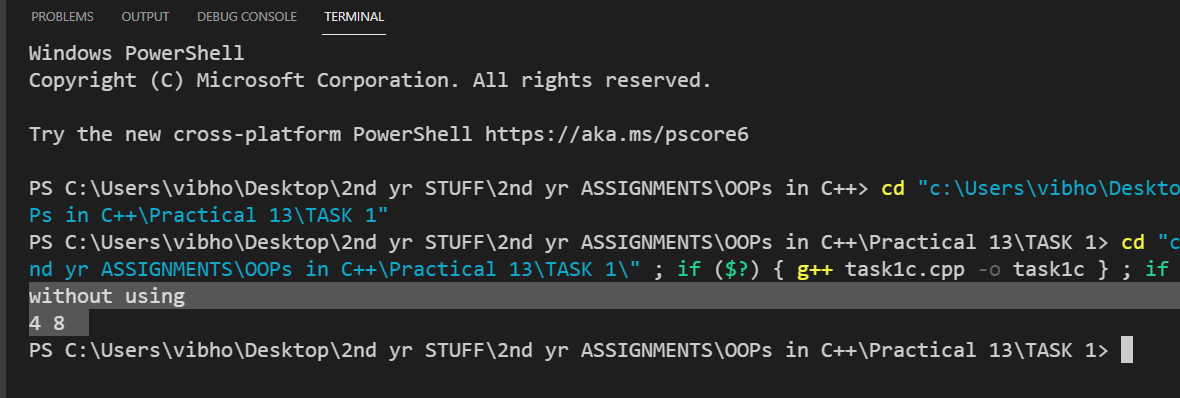 PROBLEMS OUTPUT DEBUG CONSOLE TERMINAL
Windows PowerShell
Copyright (C) Microsoft Corporation. All rights reserved.
Try the new cross-platform PowerShell https://aka.ms/pscore6
PS C:\Users\vibho\Desktop\2nd yr STUFF\2nd yr ASSIGNMENTS\OOPs in C++> cd "c:\Users\vibho\Deskto
Ps in C++\Practical 13\TASK 1"
PS C:\Users\vibho\Desktop\2nd yr STUFF\2nd yr ASSIGNMENTS\OOPs in C++\Practical 13\TASK 1> cd "c
nd yr ASSIGNMENTS\OOPs in C++\Practical 13\TASK 1\" ; if ($?) { g++ task1c.cpp -o task1c } ; if
without using
4 8
PS C:\Users\vibho\Desktop\2nd yr STUFF\2nd yr ASSIGNMENTS\OOPs in C++\Practical 13\TASK 1>